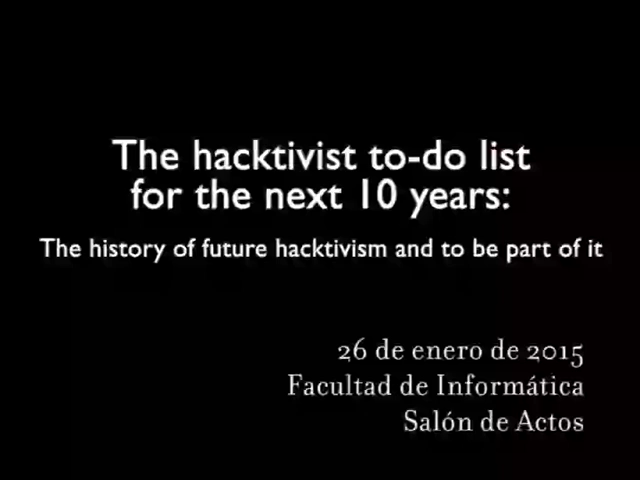 The hacktivist to-do list
for the next 10 years:
The history of future hacktivism and to be part of it
26 de enero de 2015
Facultad de Informática
Salón de Actos